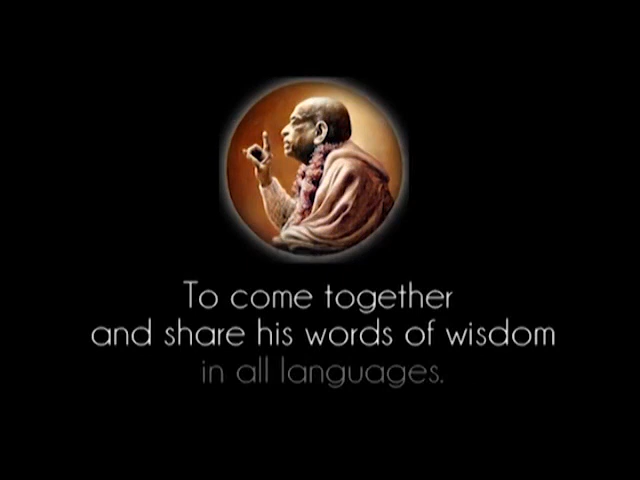 To come together
and share his words of wisdom
in all languages.